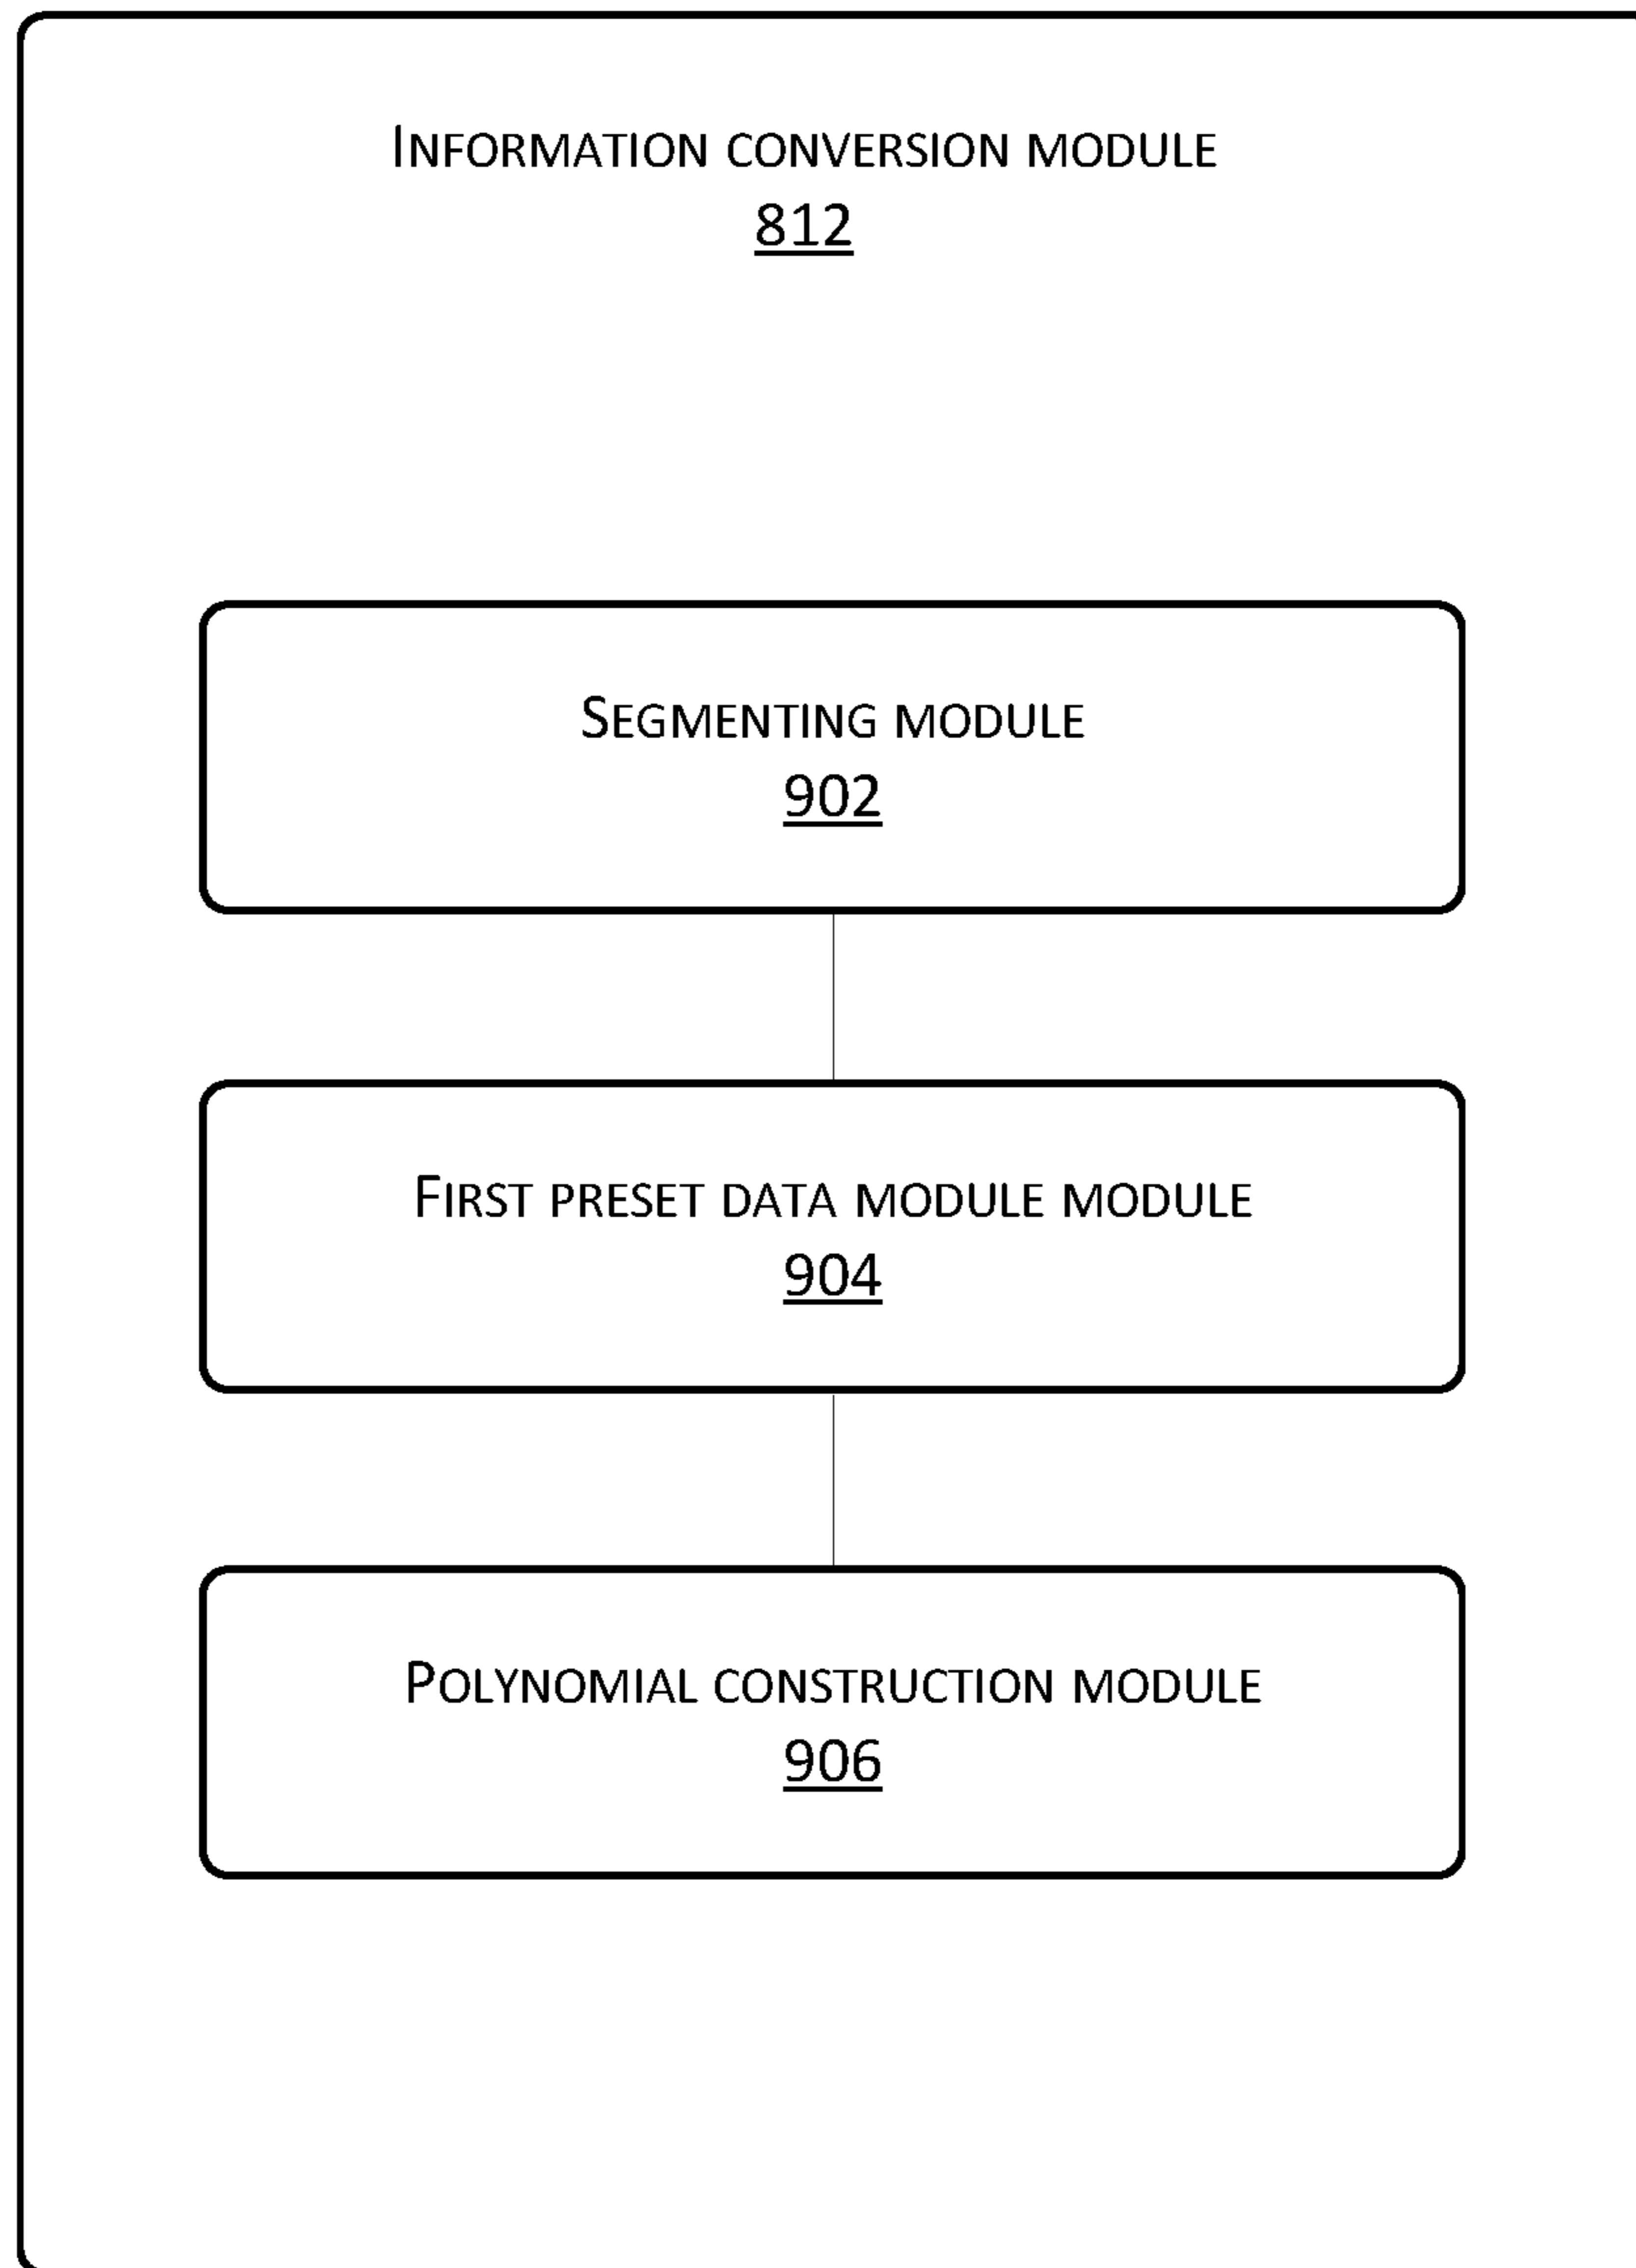 INFORMATION CONVERSION MODULE
812
SEGMENTING MODULE
902
FIRST PRESET DATA MODULE MODULE
904
POLYNOMIAL CONSTRUCTION MODULE
906